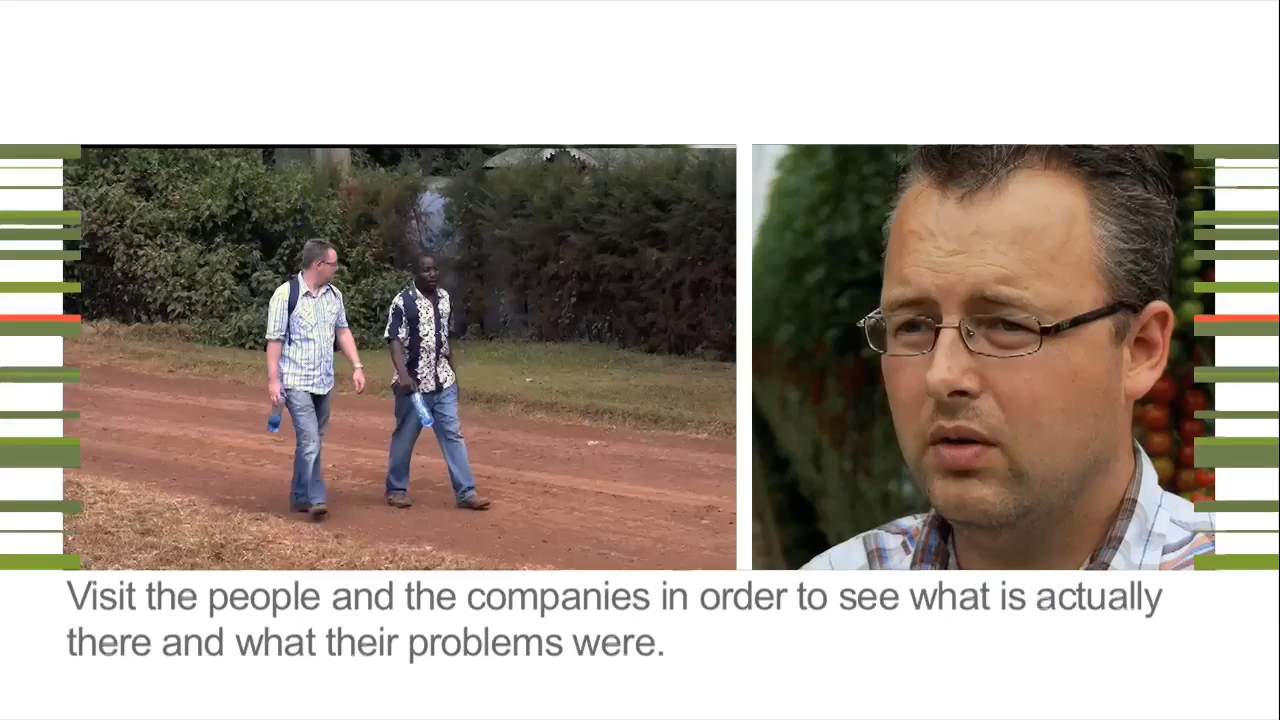 Visit the people and the companies in order to see what is actually
there and what their problems were.